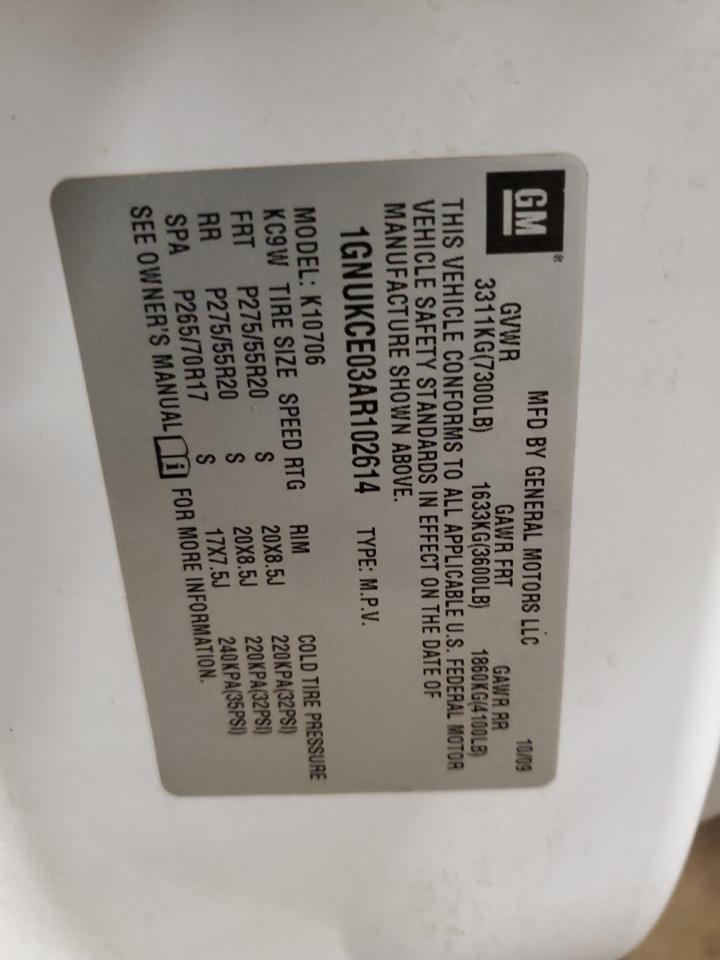 GM®
MFD BY GENERAL MOTORS LLC 10/09
GVWR GAWR FRT GAWR RR
3311KG(7300LB) 1633KG(3600LB) 1860KG(4100LB)
THIS VEHICLE CONFORMS TO ALL APPLICABLE U.S. FEDERAL MOTOR
VEHICLE SAFETY STANDARDS IN EFFECT ON THE DATE OF
MANUFACTURE SHOWN ABOVE.
1GNUKCE03AR102614 TYPE: M.P.V.
MODEL: K10706
KC9W TIRE SIZE SPEED RTG RIM COLD TIRE PRESSURE
FRT P275/55R20 S 20X8.5J 220KPA(32PSI)
RR P275/55R20 S 20X8.5J 220KPA(32PSI)
SPA P265/70R17 S 17X7.5J 240KPA(35PSI)
SEE OWNER'S MANUAL i FOR MORE INFORMATION.